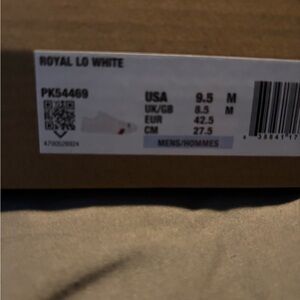 ROYAL LO WHITE
PK54469
USA 9.5 M
UK/GB 8.5 M
EUR 42.5
CM 27.5
MENS/HOMMES